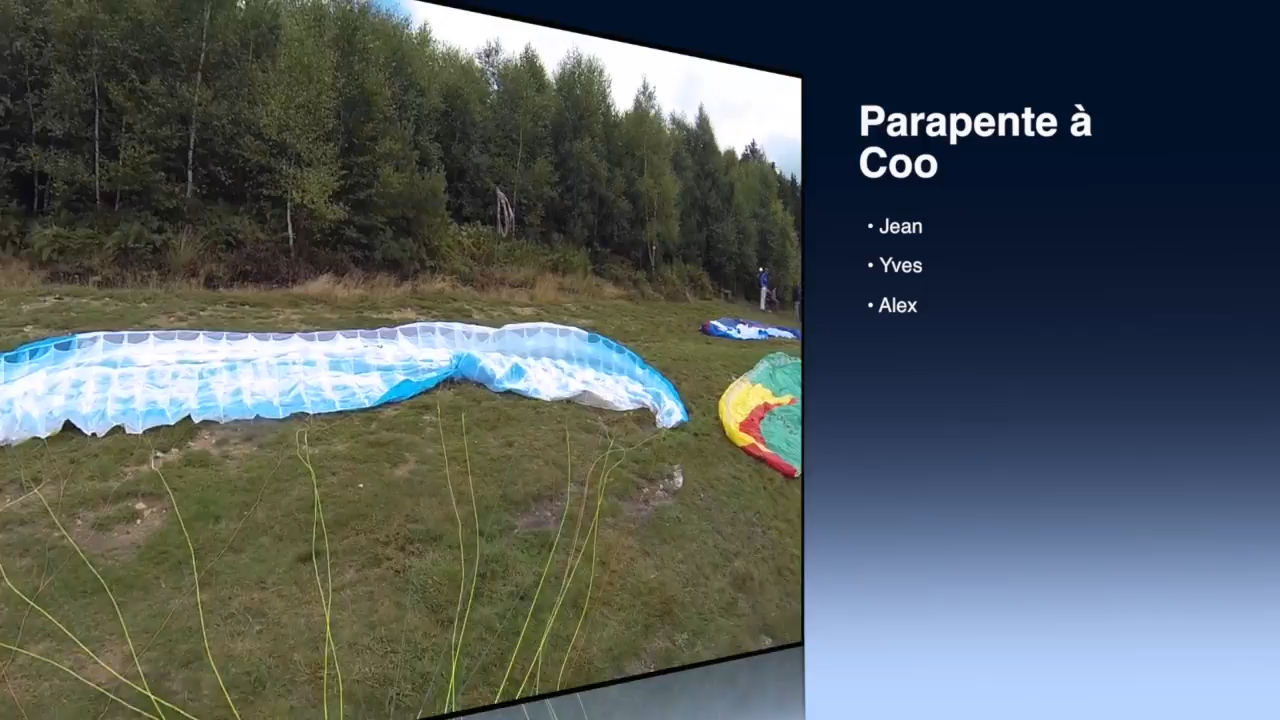 Parapente à
Coo
• Jean
• Yves
• Alex